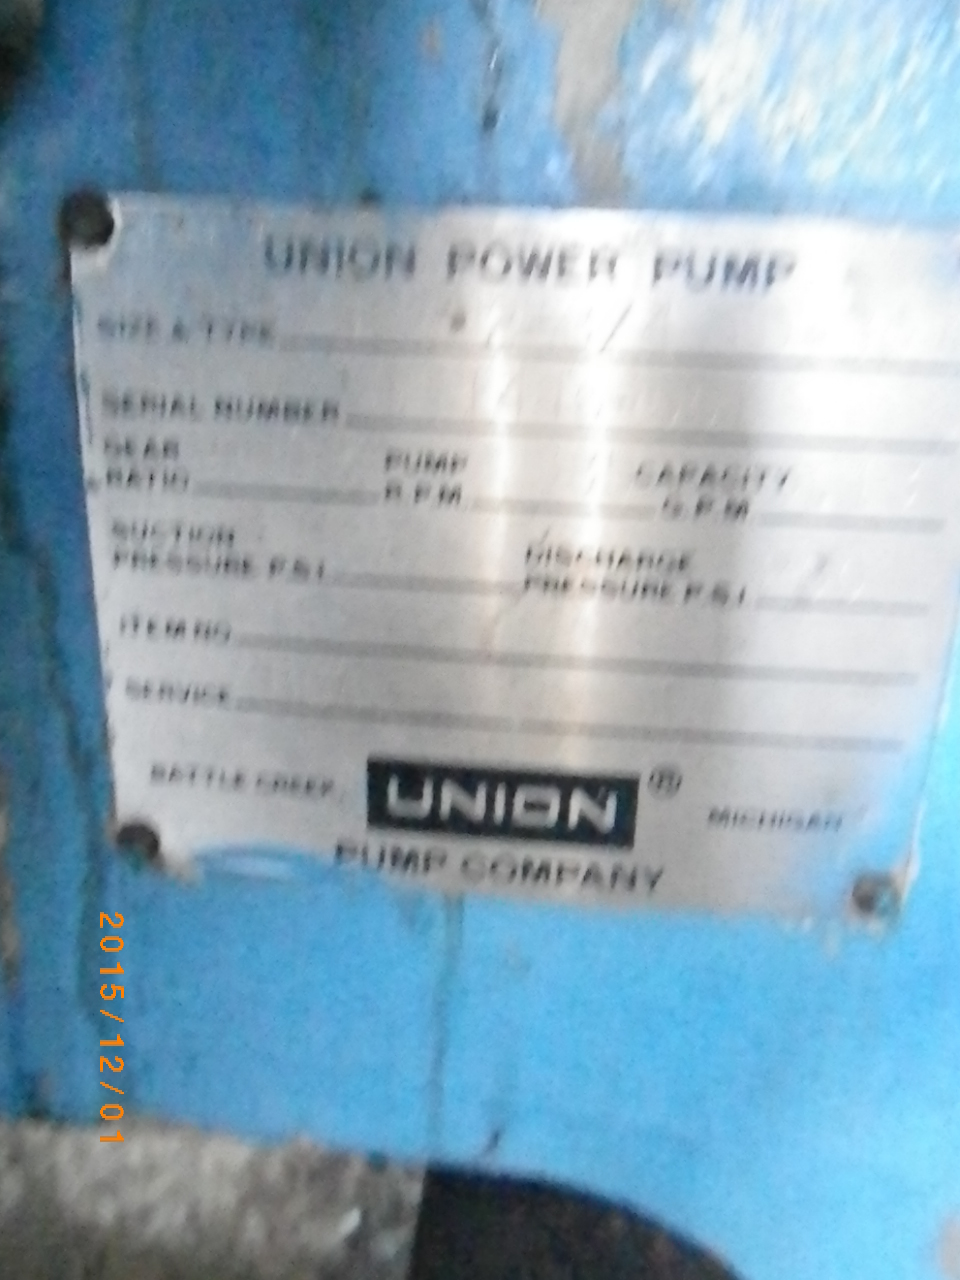 UNION POWER PUMP
SIZE & TYPE
SERIAL NUMBER
GEAR RATIO
PUMP R.P.M.
CAPACITY G.P.M.
SUCTION PRESSURE P.S.I.
DISCHARGE PRESSURE P.S.I.
ITEM NO.
SERVICE
BATTLE CREEK, UNION ® MICHIGAN
PUMP COMPANY
2015/12/01